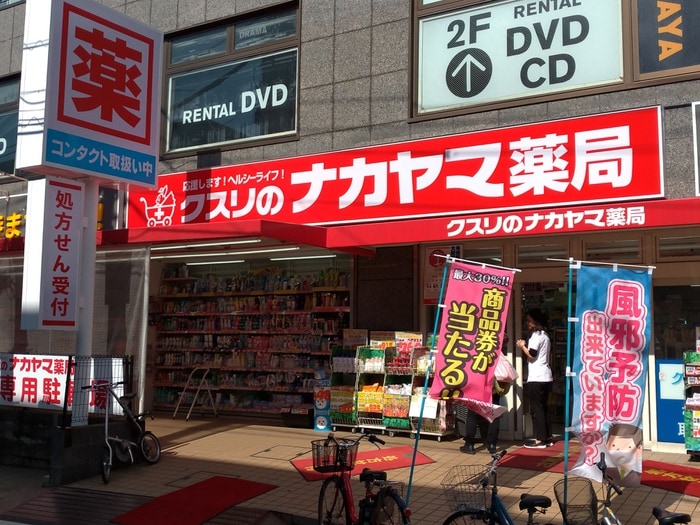 薬
コンタクト取扱い中
処方せん受付
DRAMA
RENTAL DVD
2F
RENTAL
DVD
CD
AYA
応援します!ヘルシーライフ!
クスリのナカヤマ薬局
クスリのナカヤマ薬局
最大30%!!
商品券が
当たる!!
風邪予防
出来ていますか?
のナカヤマ薬局
専用駐 場